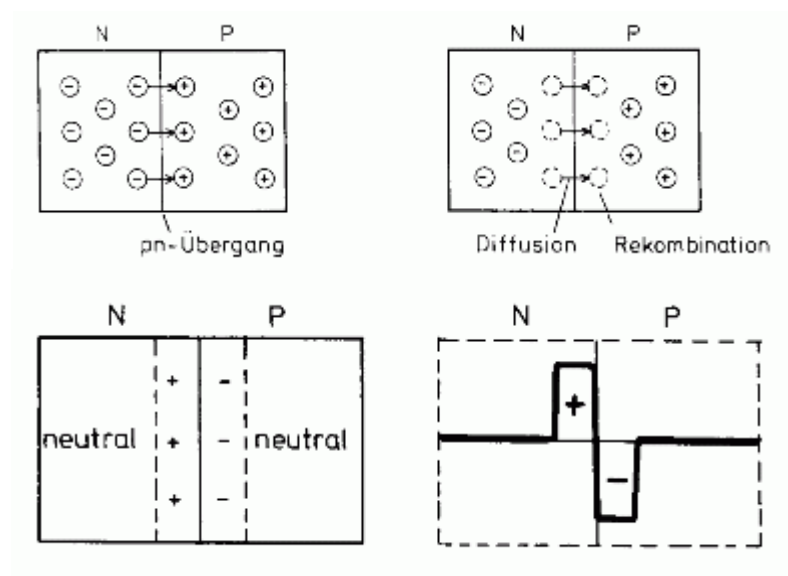 N P
N P
pn-Übergang
Diffusion Rekombination
N P
N P
+ -
neutral + - neutral
+ -
+
-